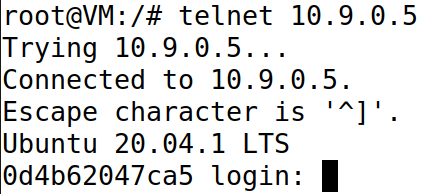 root@VM:/# telnet 10.9.0.5
Trying 10.9.0.5...
Connected to 10.9.0.5.
Escape character is '^]'.
Ubuntu 20.04.1 LTS
0d4b62047ca5 login: